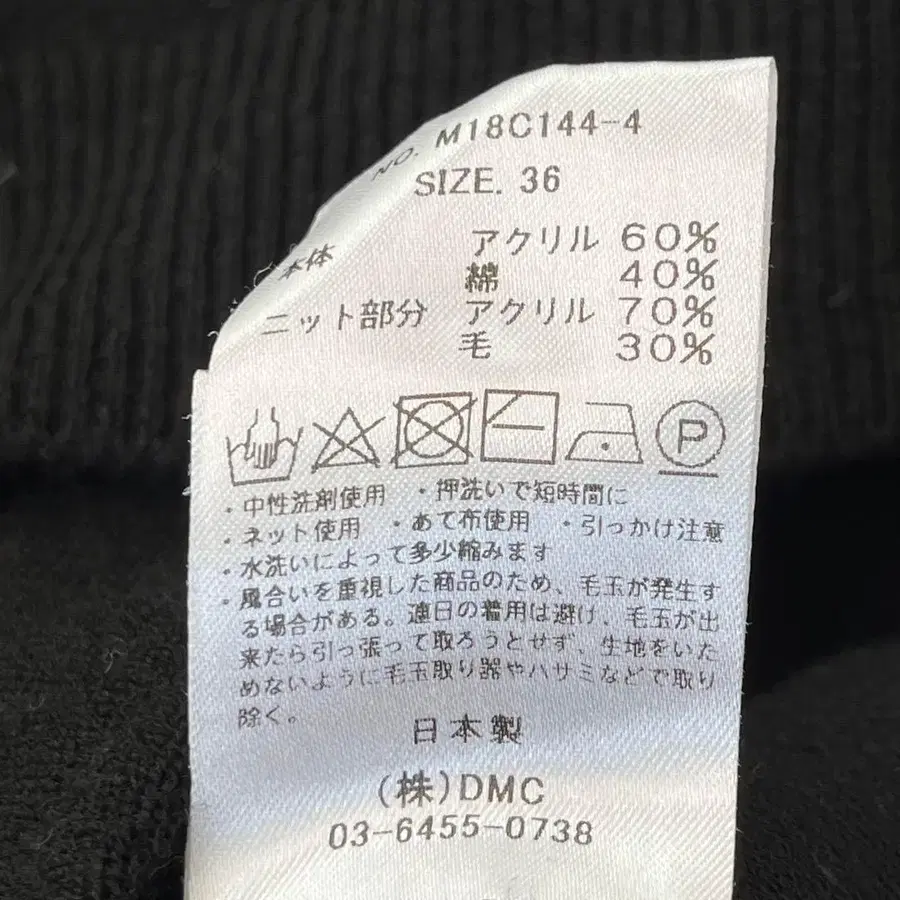 NO. M18C144-4
SIZE. 36
本体 アクリル 60%
綿 40%
ニット部分 アクリル 70%
毛 30%
P
・中性洗剤使用 ・押洗いで短時間に
・ネット使用 ・あて布使用 ・引っかけ注意
・水洗いによって多少縮みます
・風合いを重視した商品のため、毛玉が発生す
る場合がある。連日の着用は避け、毛玉が出
来たら引っ張って取ろうとせず、生地をいた
めないように毛玉取り器やハサミなどで取り
除く。
日本製
(株)DMC
03-6455-0738